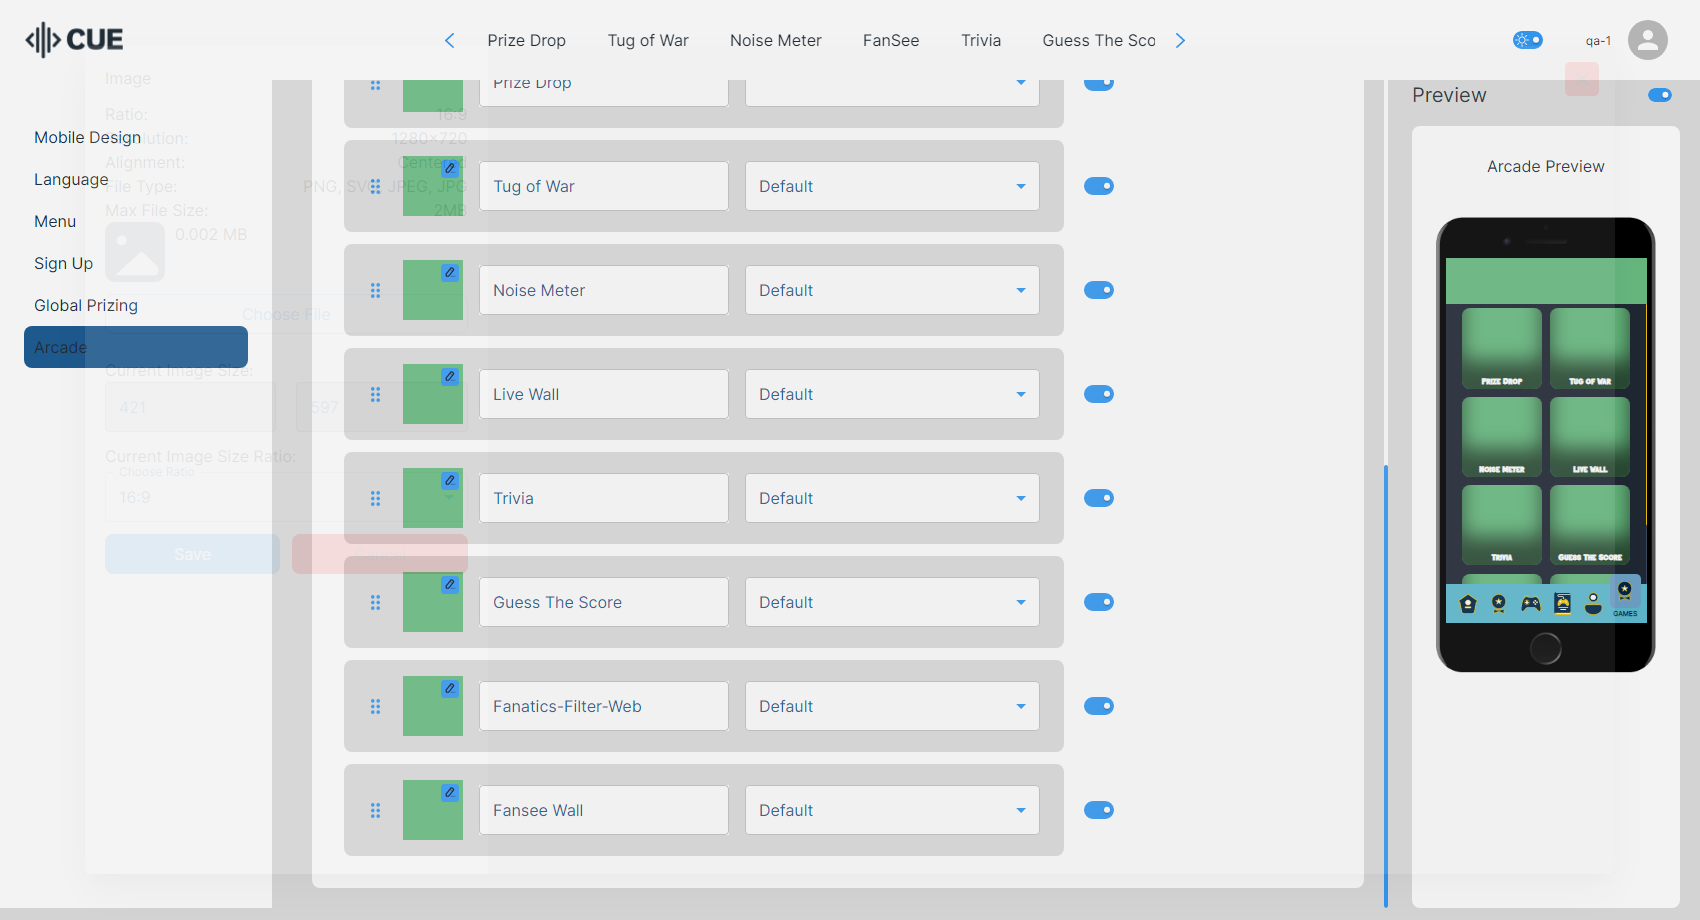 CUE
Prize Drop
Tug of War
Noise Meter
FanSee
Trivia
Guess The Sco
qa-1
Image
Ratio:
16:9
Resolution:
1280×720
Alignment:
Centered
File Type:
PNG, SVG, JPEG, JPG
Max File Size:
2MB
0.002 MB
Choose File
Current Image Size:
421
597
Current Image Size Ratio:
Choose Ratio
16:9
Save
Mobile Design
Language
Menu
Sign Up
Global Prizing
Arcade
Prize Drop
Tug of War
Default
Noise Meter
Default
Live Wall
Default
Trivia
Default
Guess The Score
Default
Fanatics-Filter-Web
Default
Fansee Wall
Default
Preview
Arcade Preview
Prize Drop
Tug of War
Noise Meter
Live Wall
Trivia
Guess The Score
GAMES